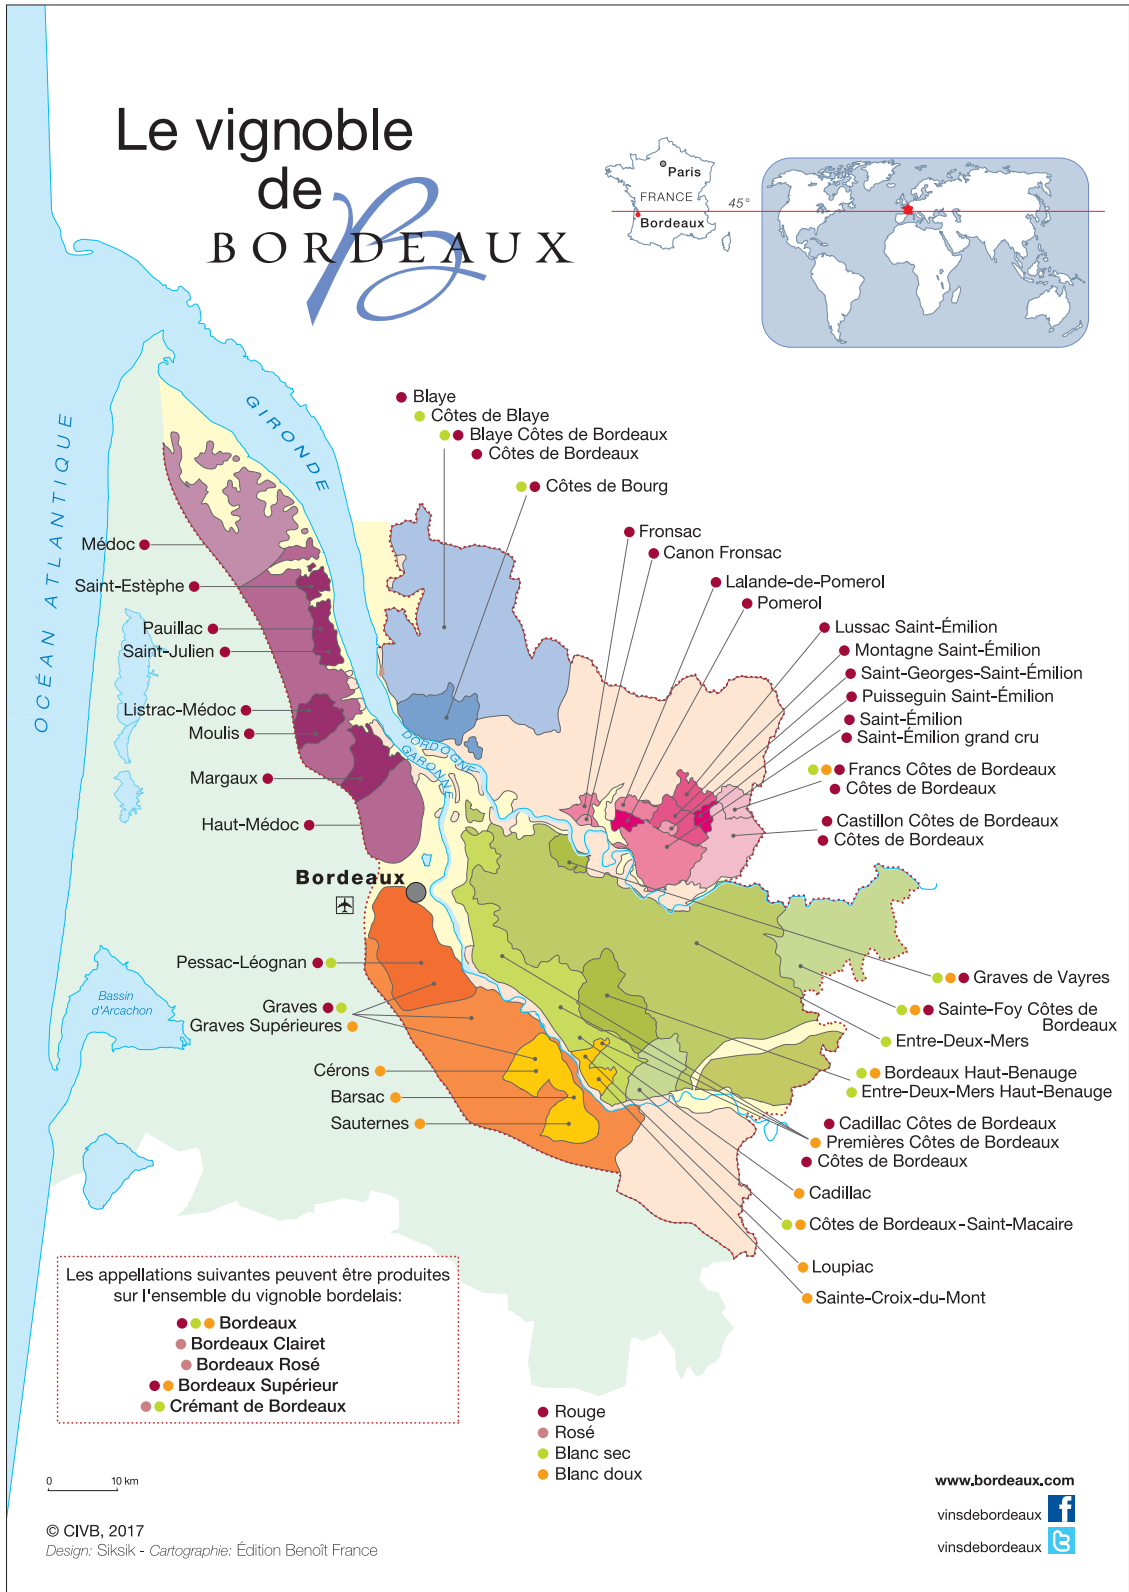 Le vignoble
de
BORDEAUX
B
Paris
FRANCE
Bordeaux
45°
OCÉAN ATLANTIQUE
GIRONDE
Blaye
Côtes de Blaye
Blaye Côtes de Bordeaux
Côtes de Bordeaux
Côtes de Bourg
Fronsac
Canon Fronsac
Lalande-de-Pomerol
Pomerol
Lussac Saint-Émilion
Montagne Saint-Émilion
Saint-Georges-Saint-Émilion
Puisseguin Saint-Émilion
Saint-Émilion
Saint-Émilion grand cru
Francs Côtes de Bordeaux
Côtes de Bordeaux
Castillon Côtes de Bordeaux
Côtes de Bordeaux
Médoc
Saint-Estèphe
Pauillac
Saint-Julien
Listrac-Médoc
Moulis
Margaux
Haut-Médoc
DORDOGNE
GARONNE
Bordeaux
Pessac-Léognan
Graves
Graves Supérieures
Cérons
Barsac
Sauternes
Bassin
d'Arcachon
Graves de Vayres
Sainte-Foy Côtes de
Bordeaux
Entre-Deux-Mers
Bordeaux Haut-Benauge
Entre-Deux-Mers Haut-Benauge
Cadillac Côtes de Bordeaux
Premières Côtes de Bordeaux
Côtes de Bordeaux
Cadillac
Côtes de Bordeaux-Saint-Macaire
Loupiac
Sainte-Croix-du-Mont
Les appellations suivantes peuvent être produites
sur l'ensemble du vignoble bordelais:
Bordeaux
Bordeaux Clairet
Bordeaux Rosé
Bordeaux Supérieur
Crémant de Bordeaux
Rouge
Rosé
Blanc sec
Blanc doux
0 10 km
© CIVB, 2017
Design: Siksik - Cartographie: Édition Benoît France
www.bordeaux.com
vinsdebordeaux
vinsdebordeaux